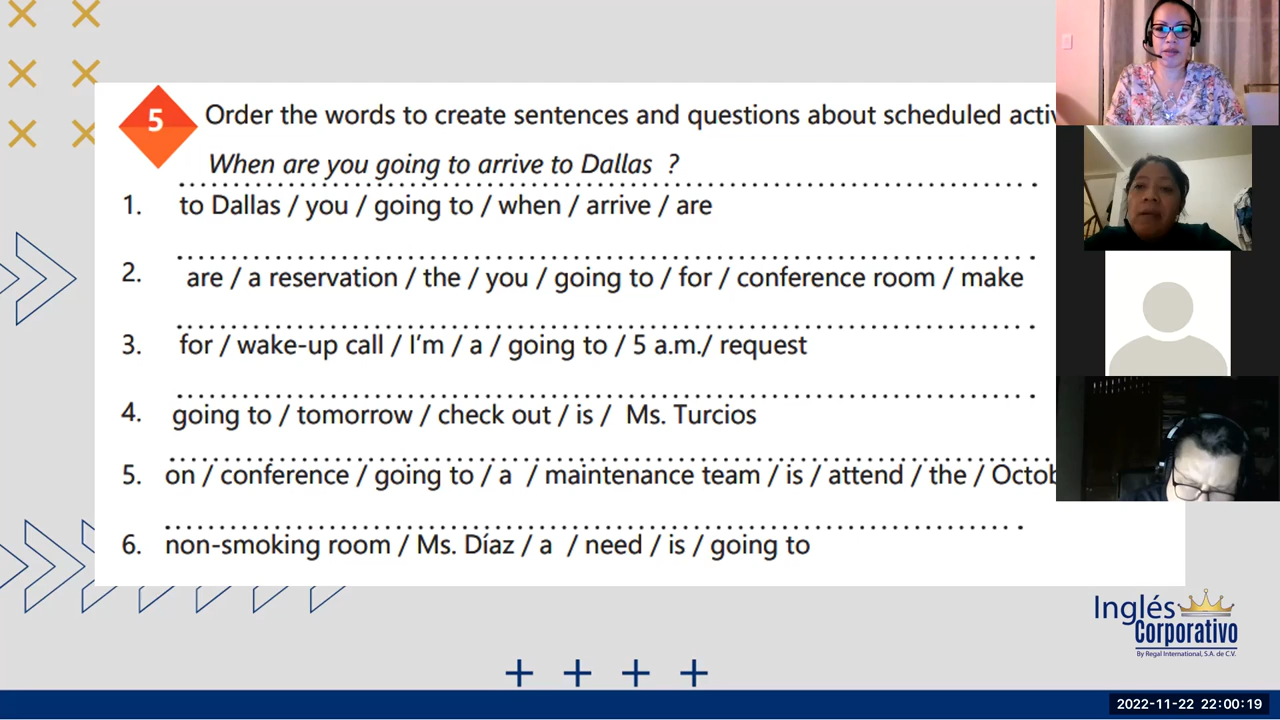 5 Order the words to create sentences and questions about scheduled
When are you going to arrive to Dallas ?
1. to Dallas / you / going to / when / arrive / are
2. are / a reservation / the / you / going to / for / conference room / make
3. for / wake-up call / I'm / a / going to / 5 a.m./ request
4. going to / tomorrow / check out / is / Ms. Turcios
5. on / conference / going to / a / maintenance team / is / attend / the /
6. non-smoking room / Ms. Díaz / a / need / is / going to
Inglés
Corporativo
By Regal International, S.A. de C.V.
2022-11-22 22:00:19